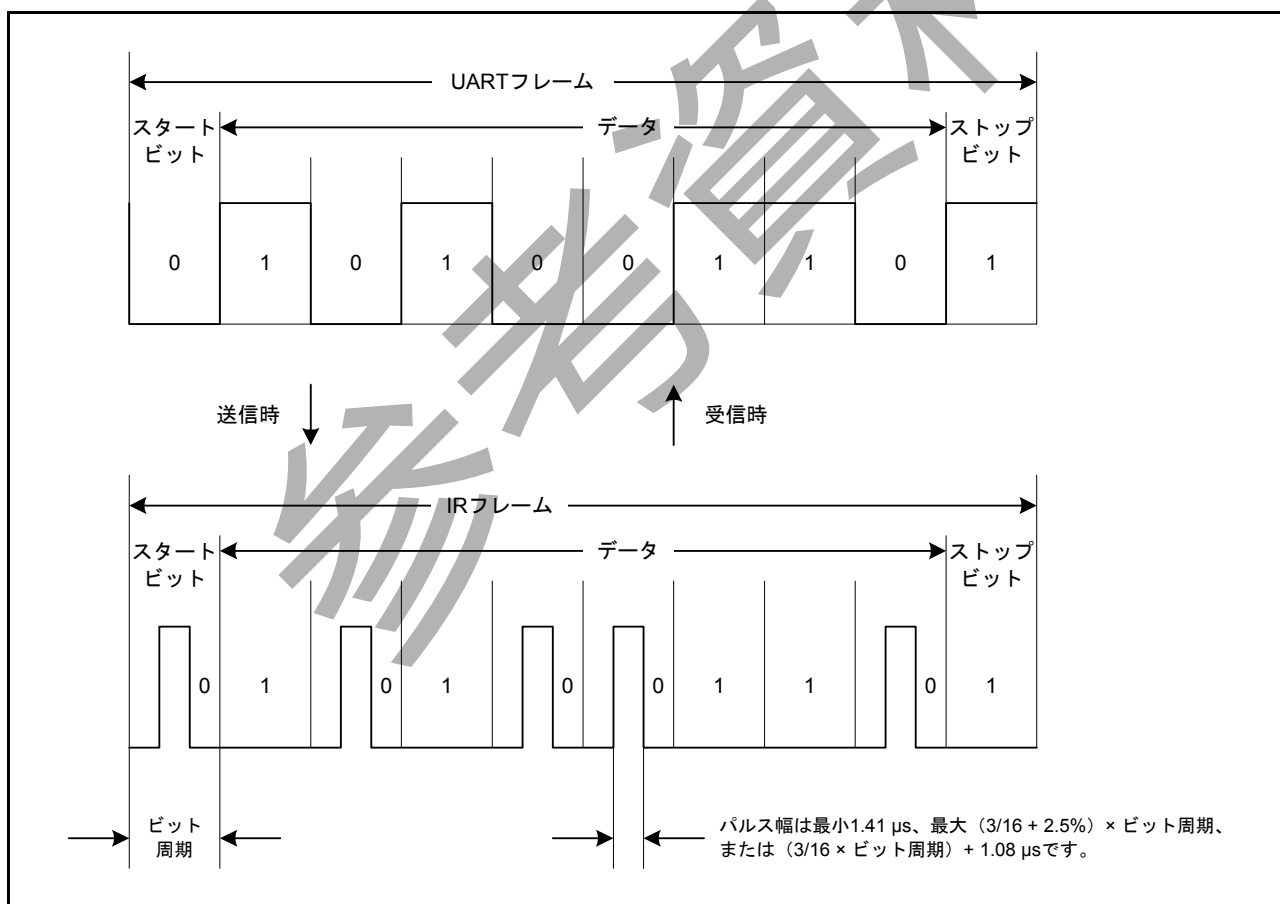 UARTフレーム
スタート
ビット
データ
ストップ
ビット
0 1 0 1 0 0 1 1 0 1
送信時
受信時
IRフレーム
スタート
ビット
データ
ストップ
ビット
0 1 0 1 0 0 1 1 0 1
ビット
周期
パルス幅は最小1.41 µs、最大（3/16 + 2.5%）× ビット周期、
または（3/16 × ビット周期）+ 1.08 µsです。
参考資料